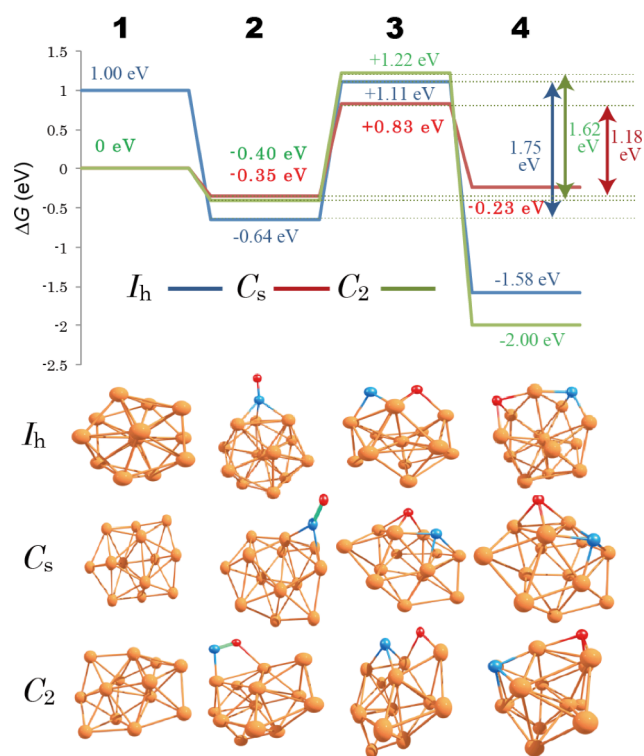 1 2 3 4
1.5
1
0.5
0
-0.5
-1
-1.5
-2
-2.5
ΔG (eV)
1.00 eV
0 eV
-0.40 eV
-0.35 eV
-0.64 eV
+1.22 eV
+1.11 eV
+0.83 eV
-0.23 eV
-1.58 eV
-2.00 eV
1.75 eV
1.62 eV
1.18 eV
Ih Cs C2
Ih
Cs
C2